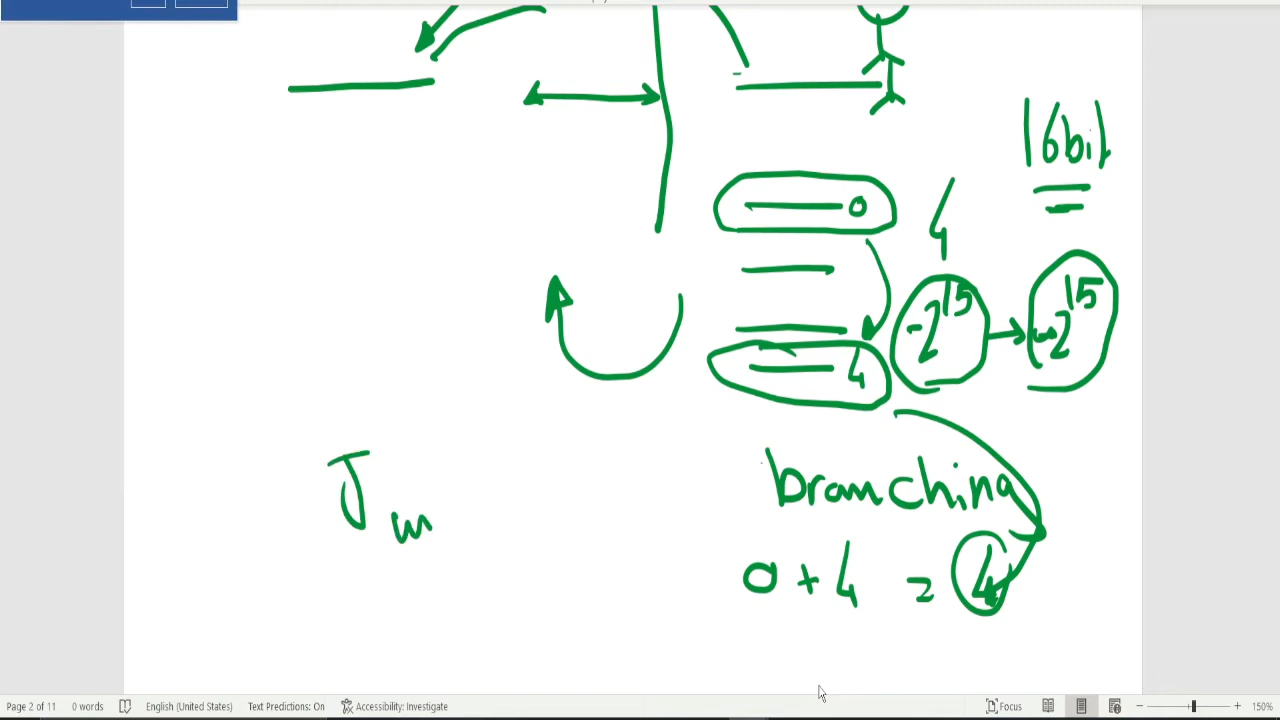 16bit
0
4
-2^15 → -2^15
4
branching
J
0 + 4 = 4
Page 2 of 11 0 words English (United States) Text Predictions: On Accessibility: Investigate Focus 150%